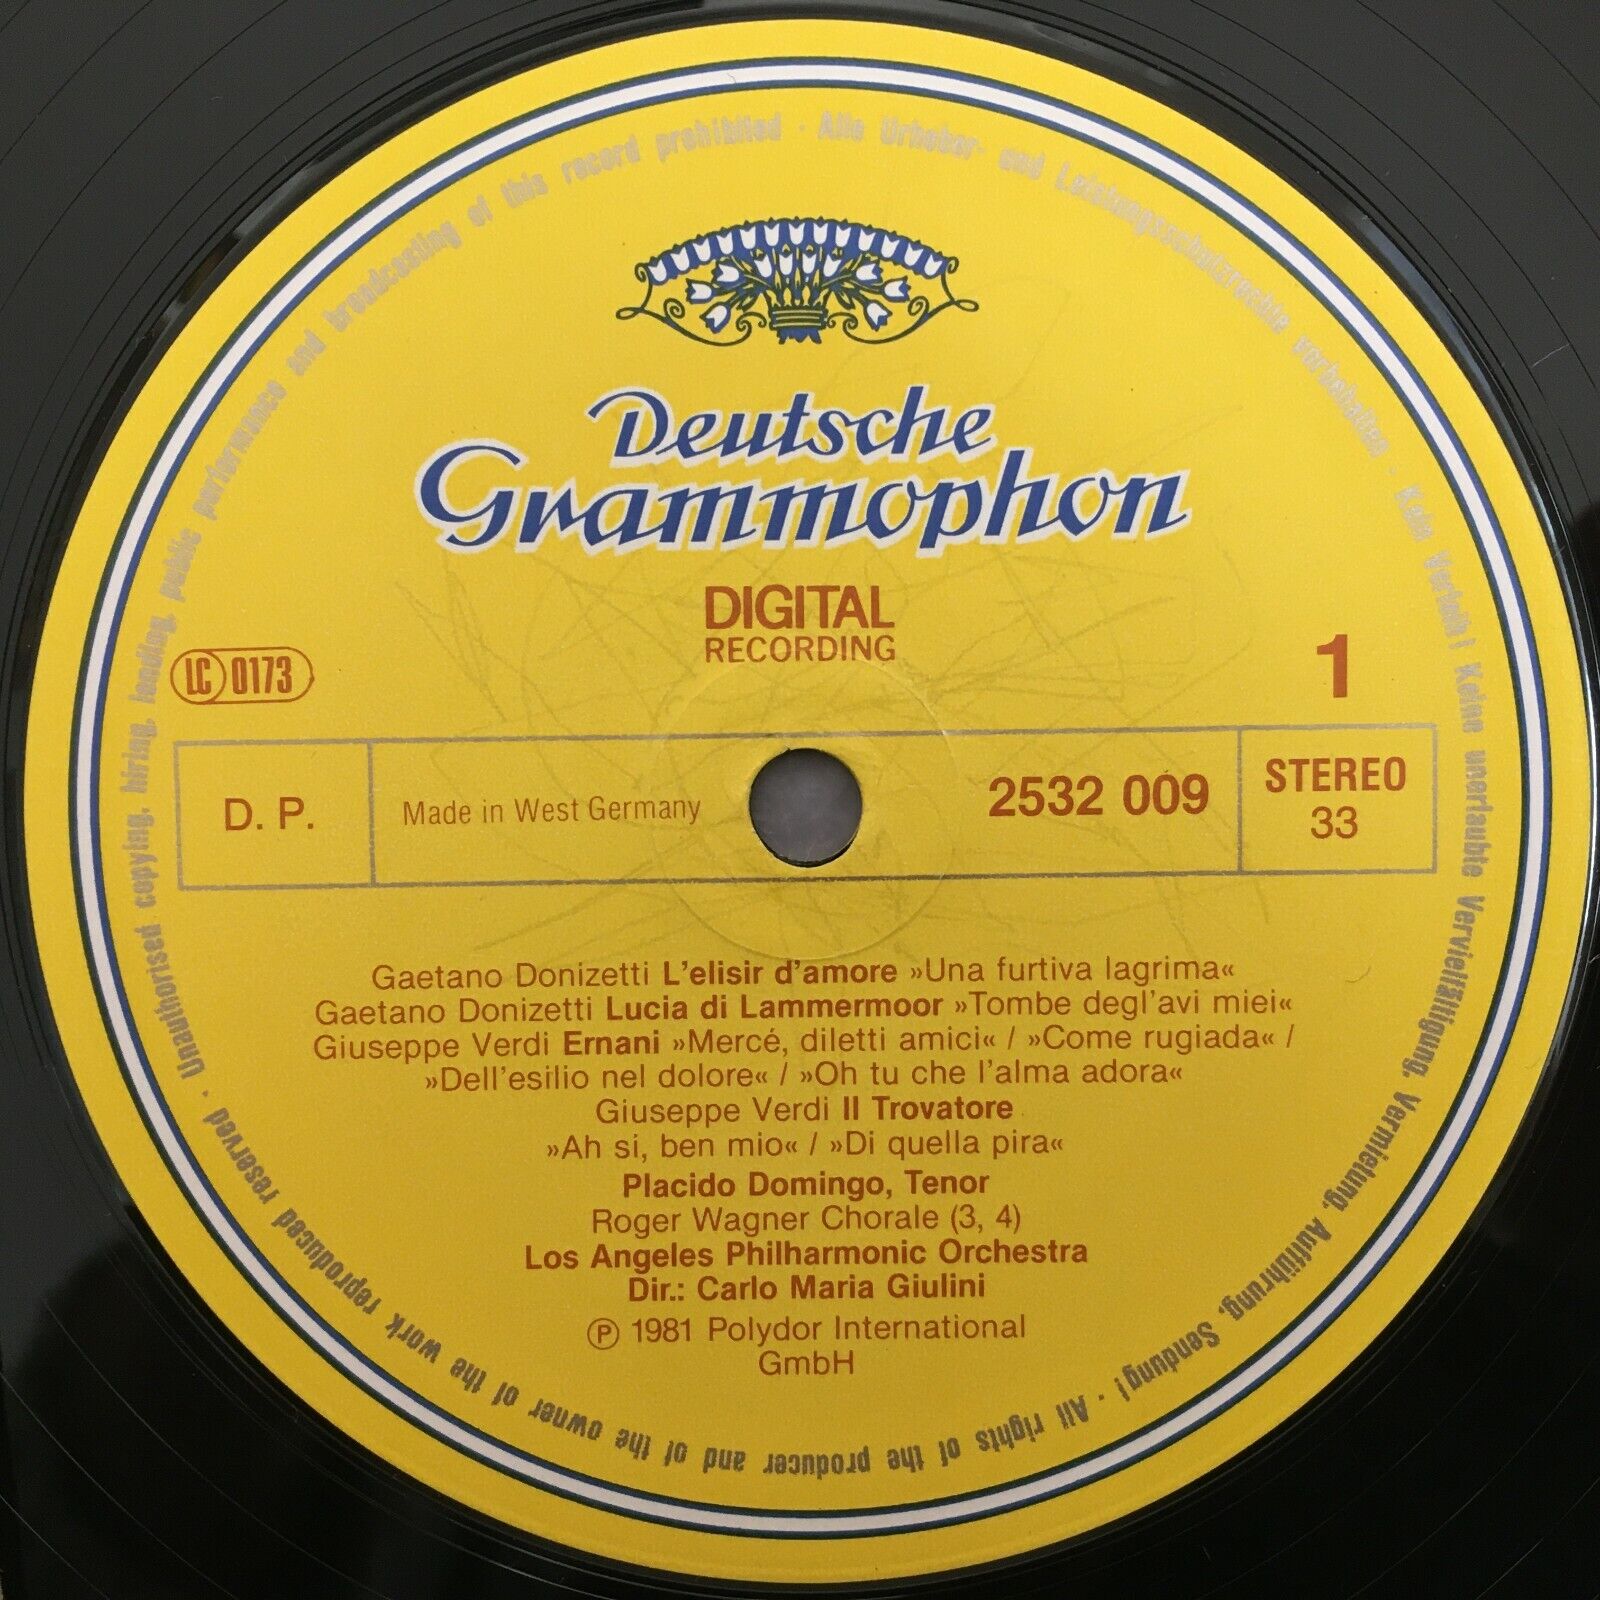 Deutsche
Grammophon
DIGITAL
RECORDING
LC 0173
1
D. P.
Made in West Germany
2532 009
STEREO
33
Gaetano Donizetti L'elisir d'amore »Una furtiva lagrima«
Gaetano Donizetti Lucia di Lammermoor »Tombe degl'avi miei«
Giuseppe Verdi Ernani »Mercé, diletti amici« / »Come rugiada« /
»Dell'esilio nel dolore« / »Oh tu che l'alma adora«
Giuseppe Verdi Il Trovatore
»Ah si, ben mio« / »Di quella pira«
Placido Domingo, Tenor
Roger Wagner Chorale (3, 4)
Los Angeles Philharmonic Orchestra
Dir.: Carlo Maria Giulini
℗ 1981 Polydor International
GmbH
Alle Urheber- und Leistungsschutzrechte vorbehalten · Kein Verleih! Keine unerlaubte Vervielfältigung, Vermietung, Aufführung, Sendung! · All rights of the producer and of the owner of the work reproduced reserved · Unauthorised copying, hiring, lending, public performance and broadcasting of this record prohibited ·